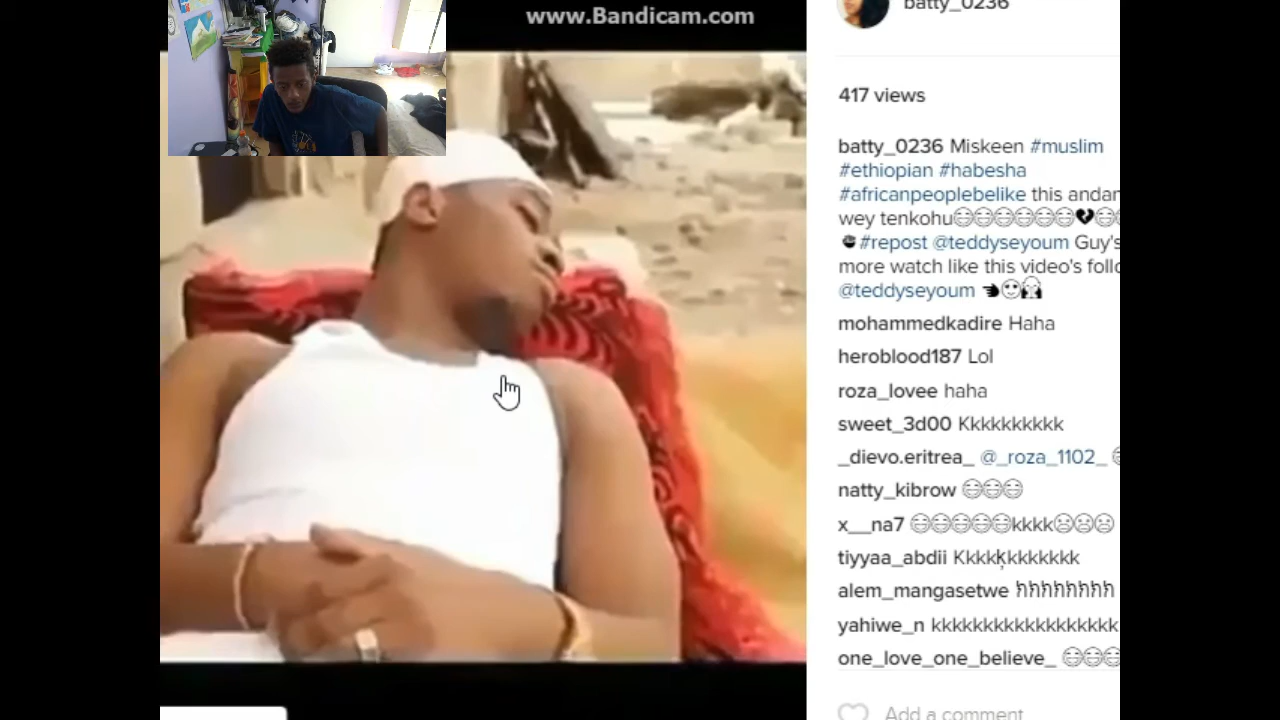 www.Bandicam.com
batty_0236
417 views
batty_0236 Miskeen #muslim
#ethiopian #habesha
#africanpeoplebelike this andan
wey tenkohu😂😂😂😂😂😂💔😂
#repost @teddyseyoum Guy's
more watch like this video's follo
@teddyseyoum
mohammedkadire Haha
heroblood187 Lol
roza_lovee haha
sweet_3d00 Kkkkkkkkkk
_dievo.eritrea_ @_roza_1102_
natty_kibrow 😂😂😂
x__na7 😂😂😂😂😂kkkk☹☹☹
tiyyaa_abdii Kkkkķkkkkkkkk
alem_mangasetwe ከከከከከከከከ
yahiwe_n kkkkkkkkkkkkkkkkkk
one_love_one_believe_ 😂😂😂
Add a comment